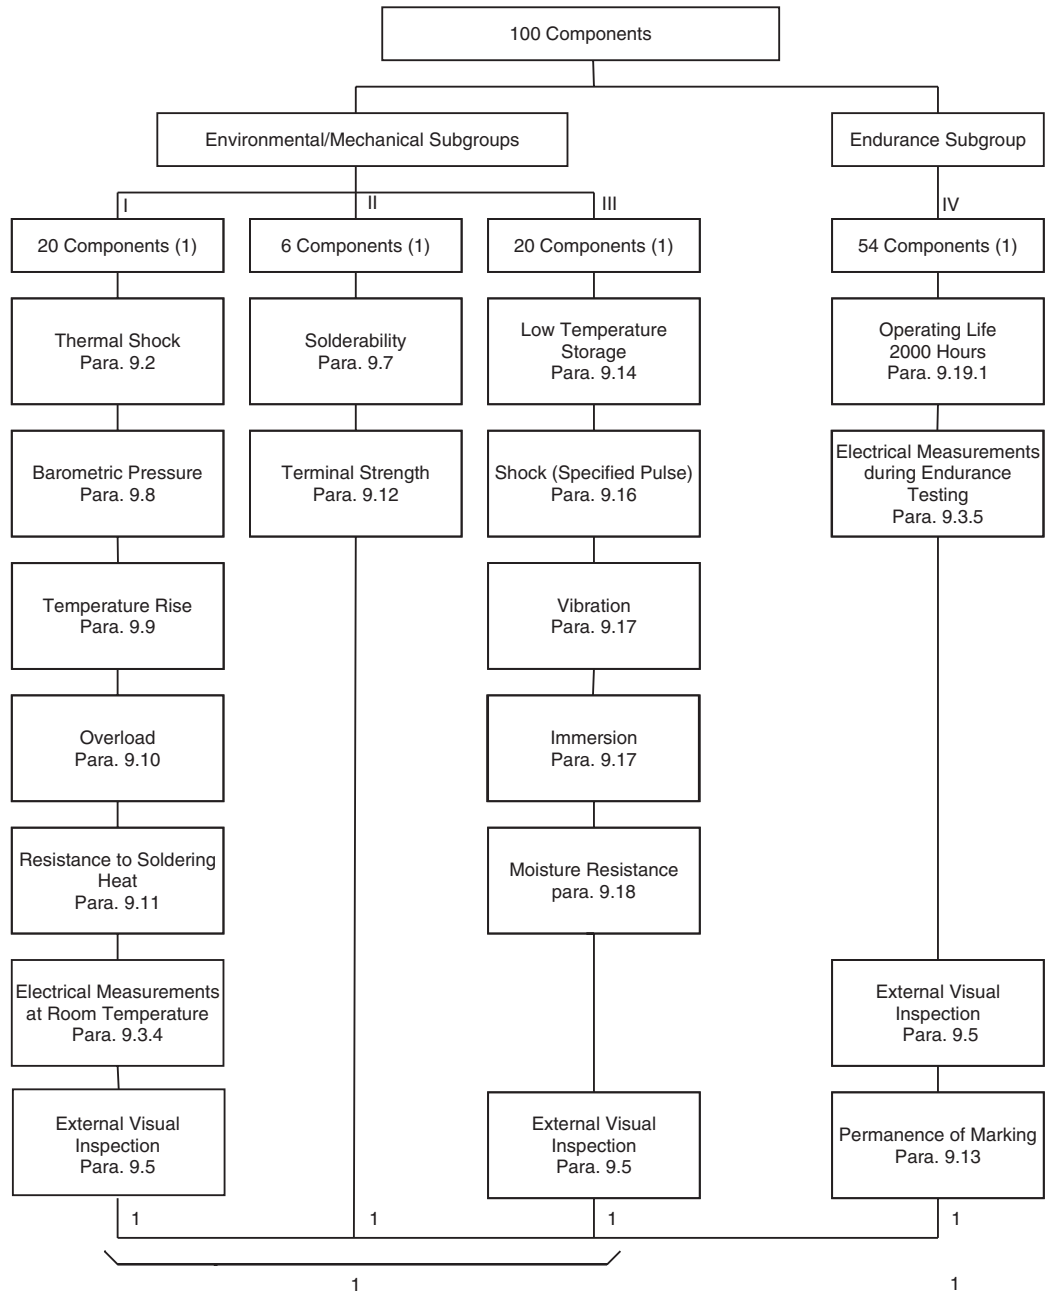 100 Components
Environmental/Mechanical Subgroups
Endurance Subgroup
I
II
III
IV
20 Components (1)
6 Components (1)
20 Components (1)
54 Components (1)
Thermal Shock
Para. 9.2
Solderability
Para. 9.7
Low Temperature
Storage
Para. 9.14
Operating Life
2000 Hours
Para. 9.19.1
Barometric Pressure
Para. 9.8
Terminal Strength
Para. 9.12
Shock (Specified Pulse)
Para. 9.16
Electrical Measurements
during Endurance
Testing
Para. 9.3.5
Temperature Rise
Para. 9.9
Vibration
Para. 9.17
Overload
Para. 9.10
Immersion
Para. 9.17
Resistance to Soldering
Heat
Para. 9.11
Moisture Resistance
para. 9.18
Electrical Measurements
at Room Temperature
Para. 9.3.4
External Visual
Inspection
Para. 9.5
External Visual
Inspection
Para. 9.5
External Visual
Inspection
Para. 9.5
Permanence of Marking
Para. 9.13
1
1
1
1
1
1